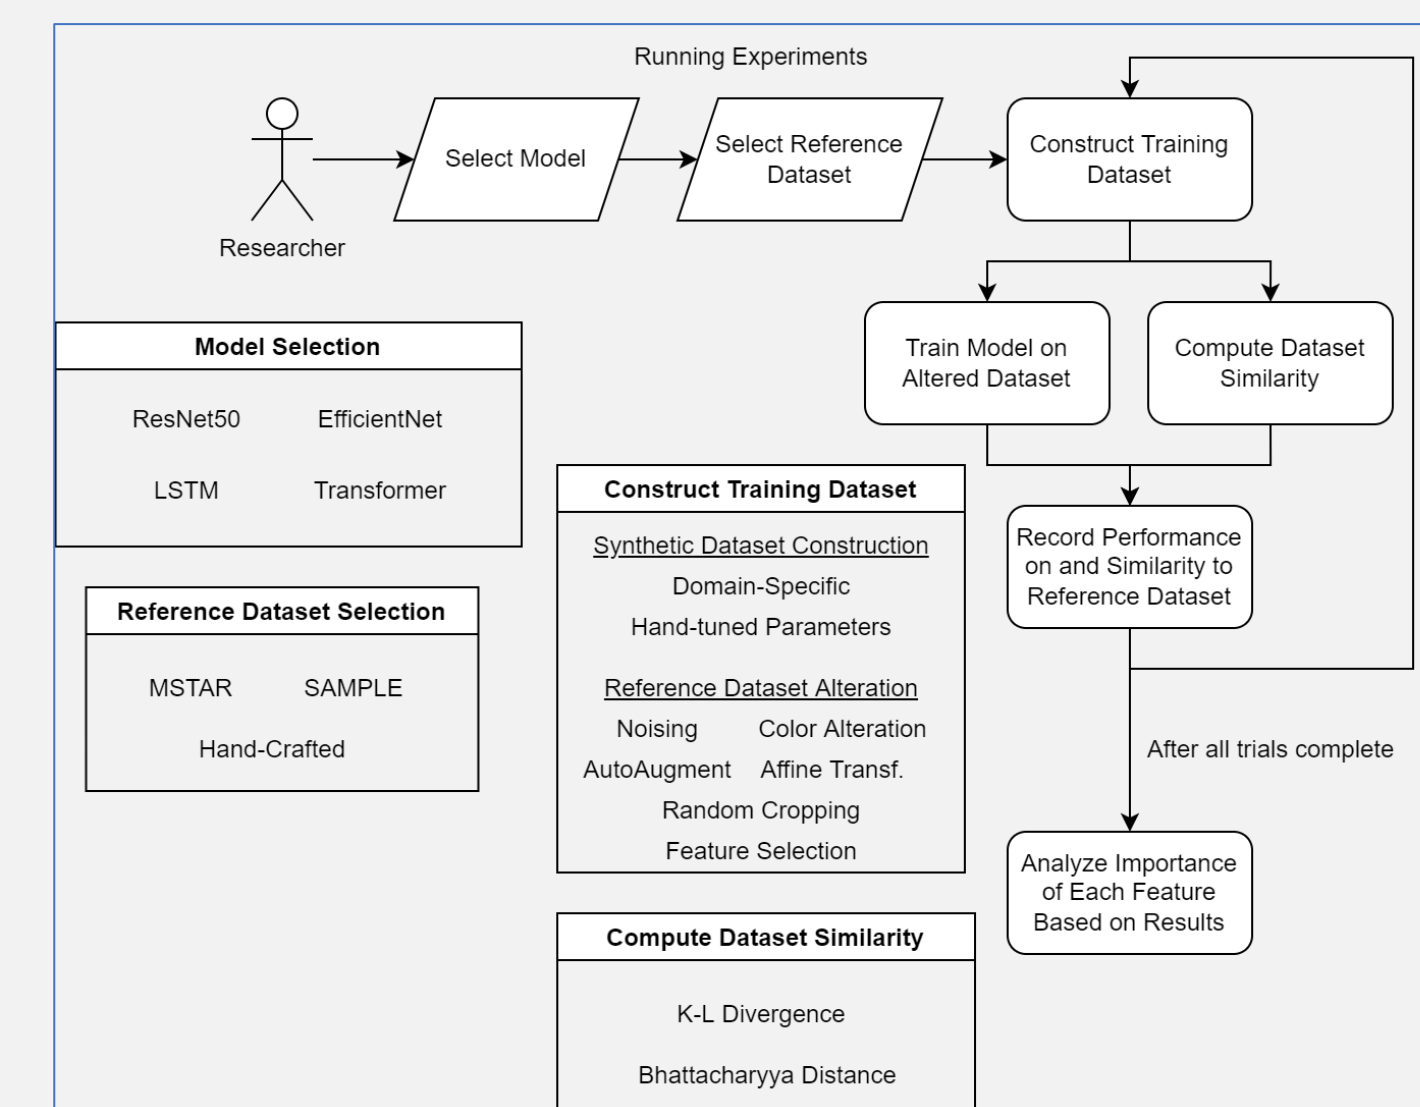 Running Experiments
Select Model
Select Reference
Dataset
Construct Training
Dataset
Researcher
Train Model on
Altered Dataset
Compute Dataset
Similarity
Model Selection
ResNet50 EfficientNet
LSTM Transformer
Construct Training Dataset
Synthetic Dataset Construction
Domain-Specific
Hand-tuned Parameters
Reference Dataset Alteration
Noising Color Alteration
AutoAugment Affine Transf.
Random Cropping
Feature Selection
Record Performance
on and Similarity to
Reference Dataset
Reference Dataset Selection
MSTAR SAMPLE
Hand-Crafted
After all trials complete
Analyze Importance
of Each Feature
Based on Results
Compute Dataset Similarity
K-L Divergence
Bhattacharyya Distance